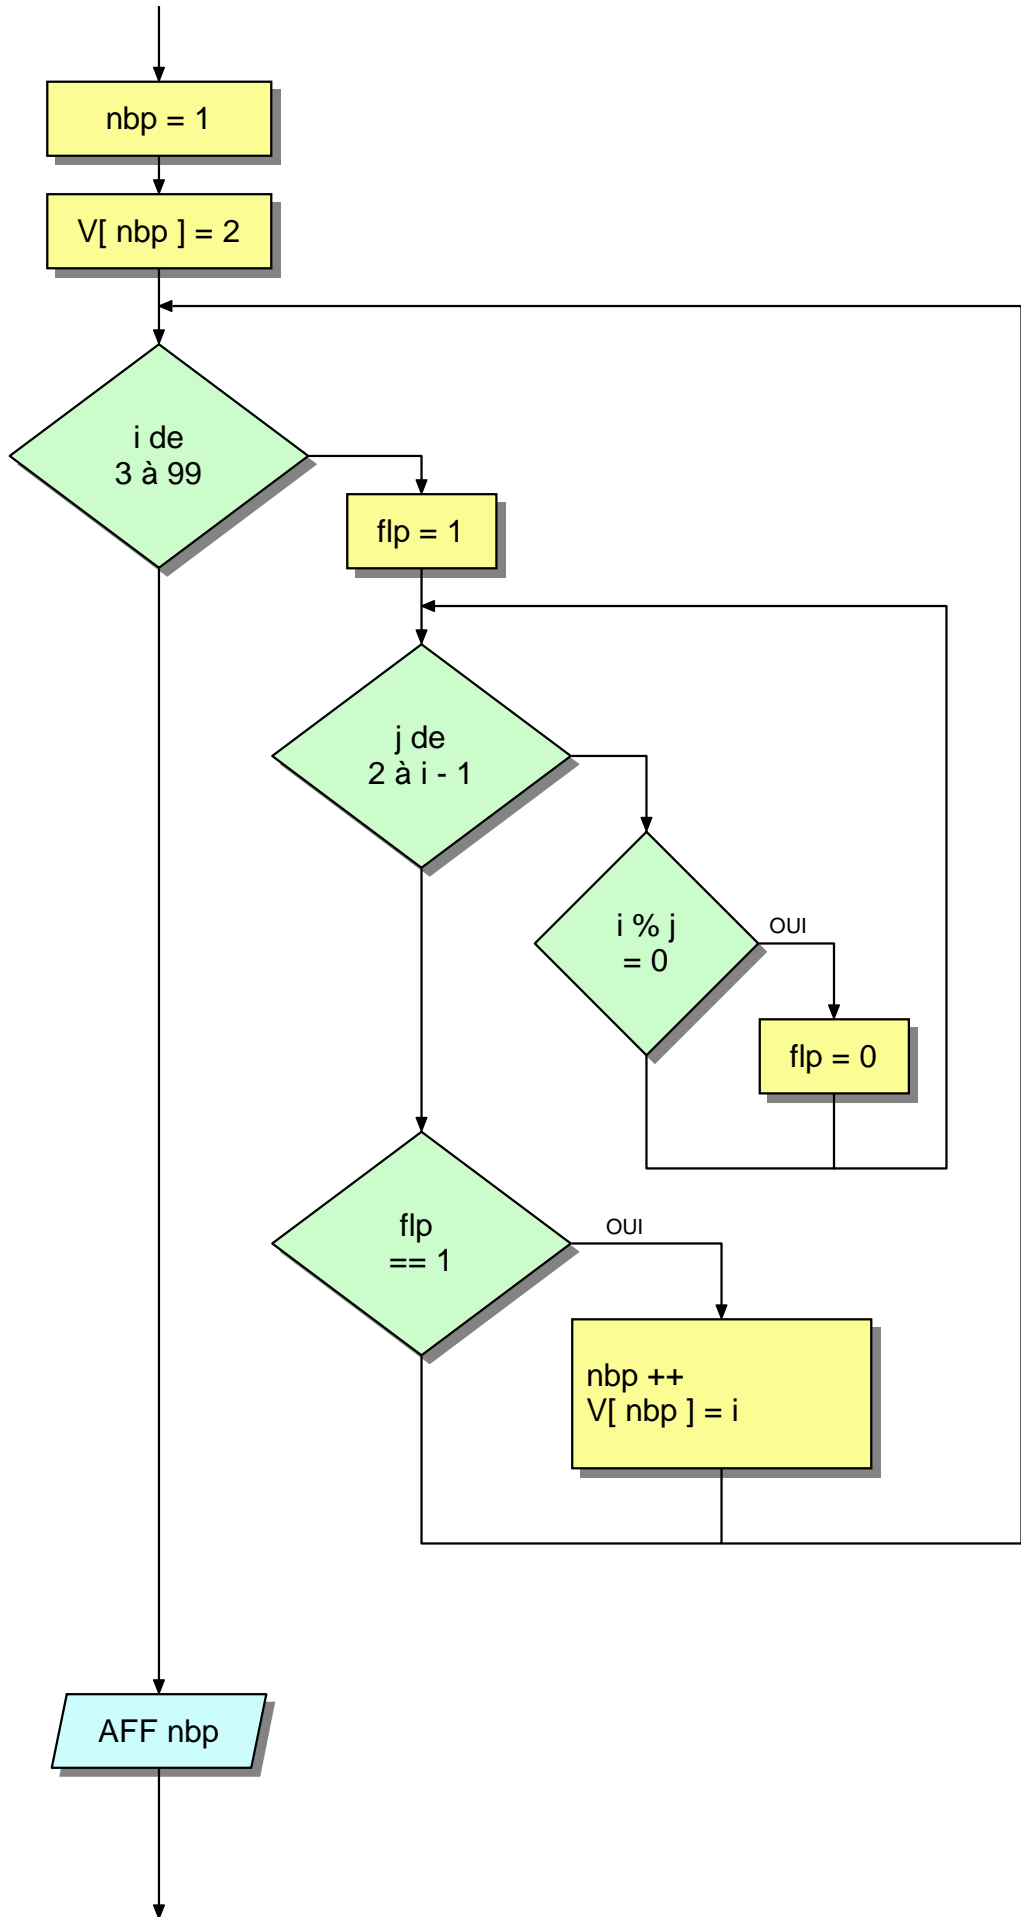 nbp = 1
V[ nbp ] = 2
i de
3 à 99
flp = 1
j de
2 à i - 1
i % j
= 0
OUI
flp = 0
flp
== 1
OUI
nbp ++
V[ nbp ] = i
AFF nbp